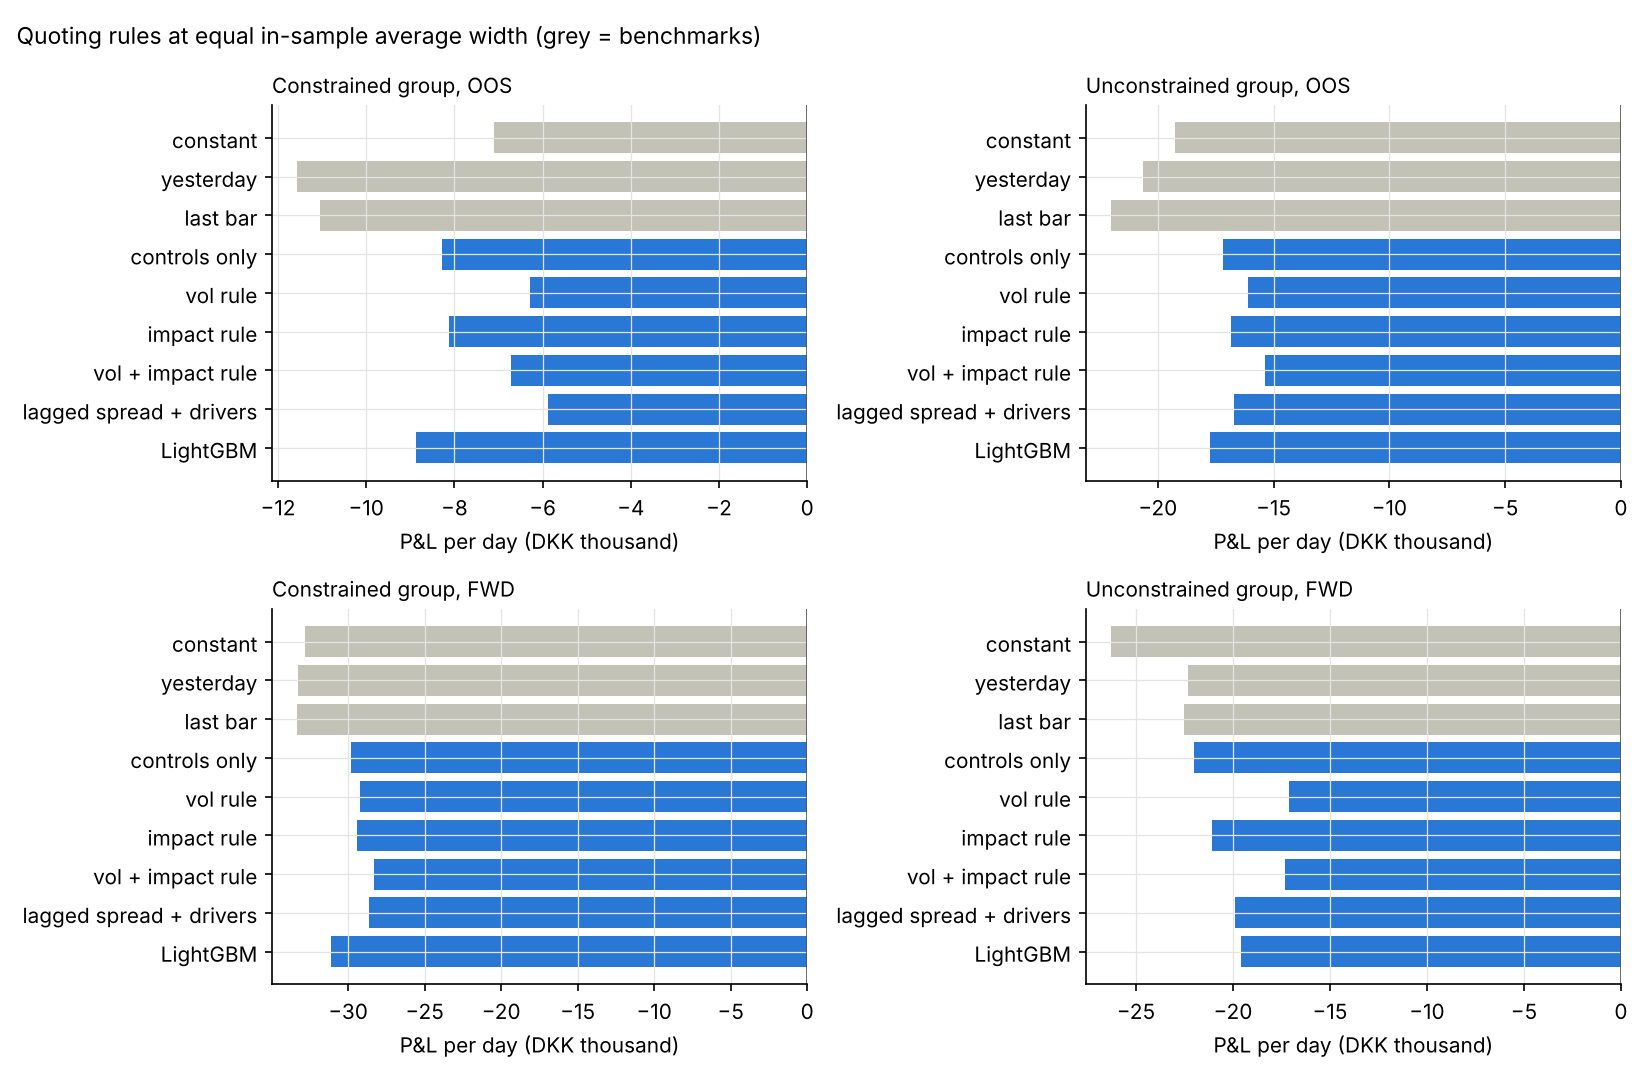 Quoting rules at equal in-sample average width (grey = benchmarks)
Constrained group, OOS
constant
yesterday
last bar
controls only
vol rule
impact rule
vol + impact rule
lagged spread + drivers
LightGBM
−12 −10 −8 −6 −4 −2 0
P&L per day (DKK thousand)
Unconstrained group, OOS
constant
yesterday
last bar
controls only
vol rule
impact rule
vol + impact rule
lagged spread + drivers
LightGBM
−20 −15 −10 −5 0
P&L per day (DKK thousand)
Constrained group, FWD
constant
yesterday
last bar
controls only
vol rule
impact rule
vol + impact rule
lagged spread + drivers
LightGBM
−30 −25 −20 −15 −10 −5 0
P&L per day (DKK thousand)
Unconstrained group, FWD
constant
yesterday
last bar
controls only
vol rule
impact rule
vol + impact rule
lagged spread + drivers
LightGBM
−25 −20 −15 −10 −5 0
P&L per day (DKK thousand)